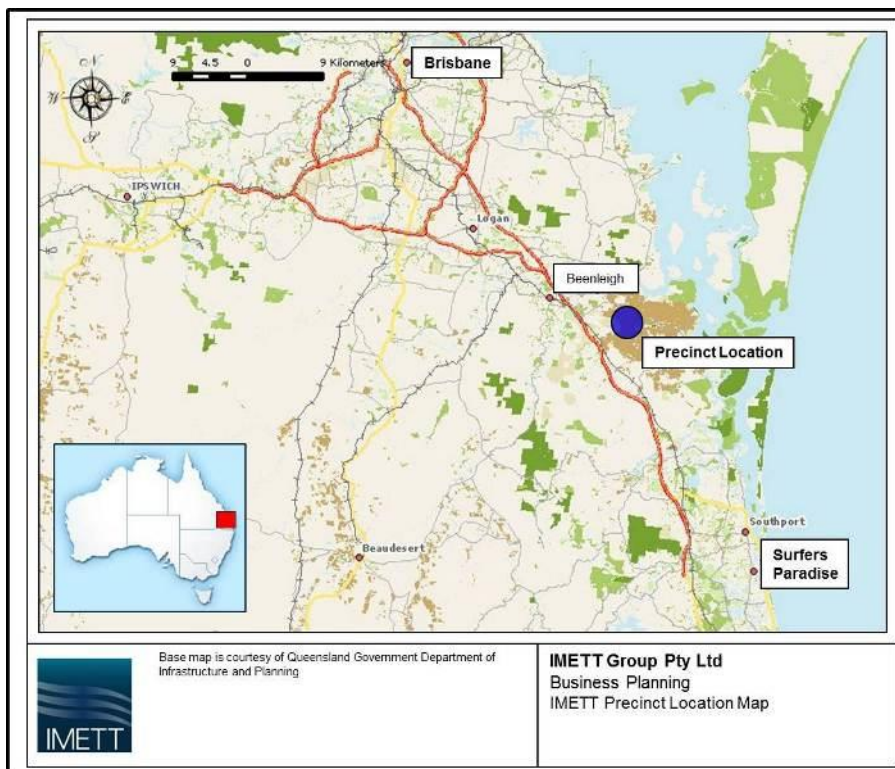 9 4.5 0 9 Kilometers
Brisbane
N
W E
S
IPSWICH
Logan
Beenleigh
Precinct Location
Southport
Surfers
Paradise
Beaudesert
IMETT
Base map is courtesy of Queensland Government Department of
Infrastructure and Planning
IMETT Group Pty Ltd
Business Planning
IMETT Precinct Location Map